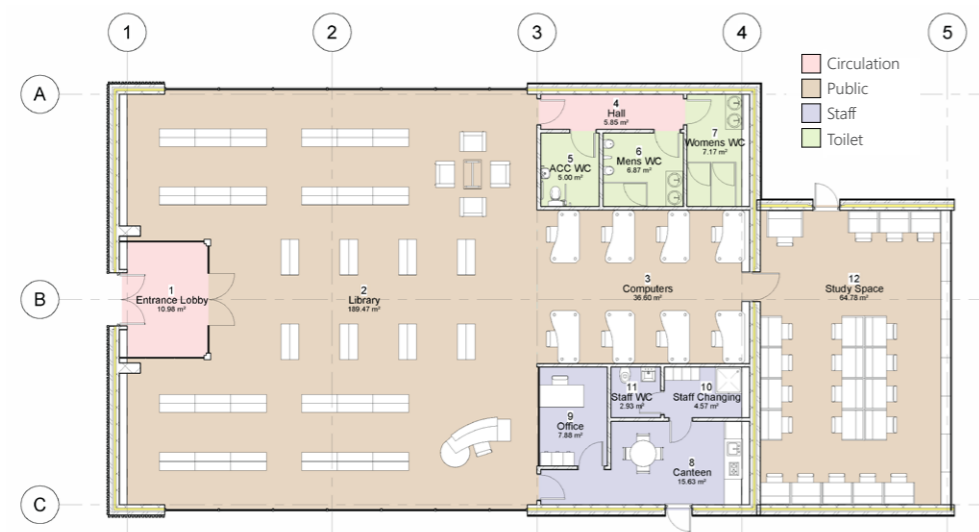 1
2
3
4
5
A
B
C
Circulation
Public
Staff
Toilet
4
Hall
5.85 m²
7
Womens WC
7.17 m²
5
ACC WC
5.00 m²
6
Mens WC
6.87 m²
1
Entrance Lobby
10.98 m²
2
Library
189.47 m²
3
Computers
36.60 m²
12
Study Space
64.78 m²
11
Staff WC
2.93 m²
10
Staff Changing
4.57 m²
9
Office
7.88 m²
8
Canteen
15.63 m²